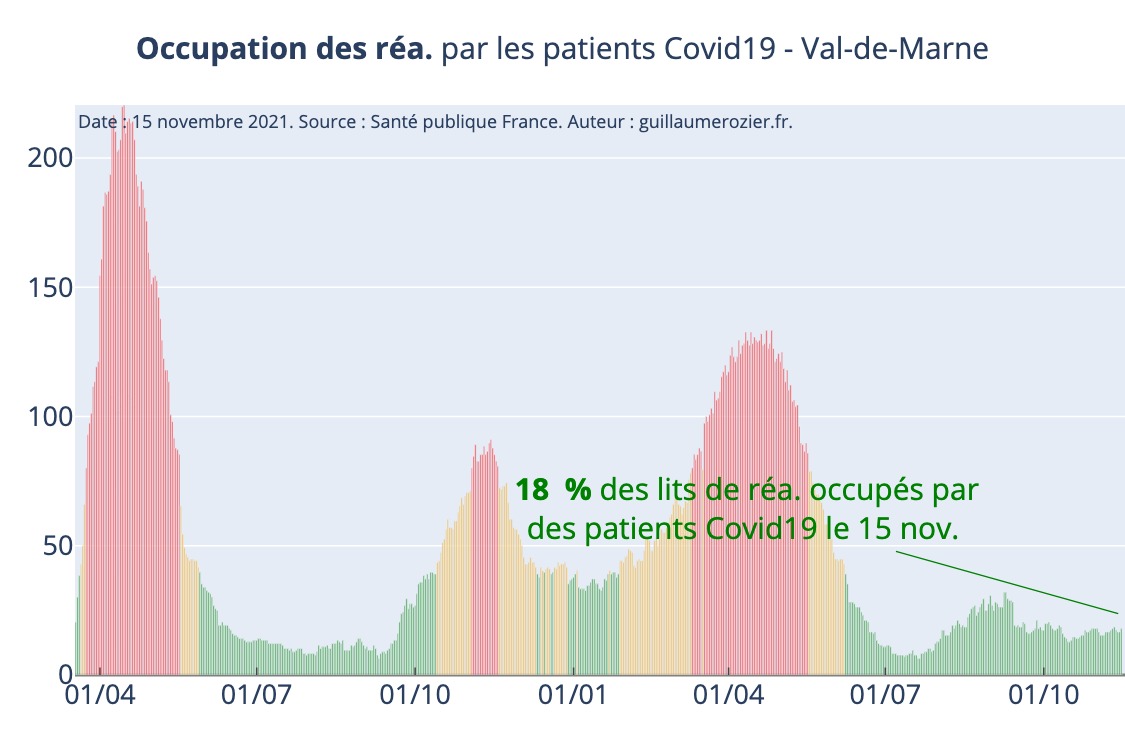 Occupation des réa. par les patients Covid19 - Val-de-Marne
Date : 15 novembre 2021. Source : Santé publique France. Auteur : guillaumerozier.fr.
200
150
100
18  % des lits de réa. occupés par
des patients Covid19 le 15 nov.
50
0
01/04 01/07 01/10 01/01 01/04 01/07 01/10